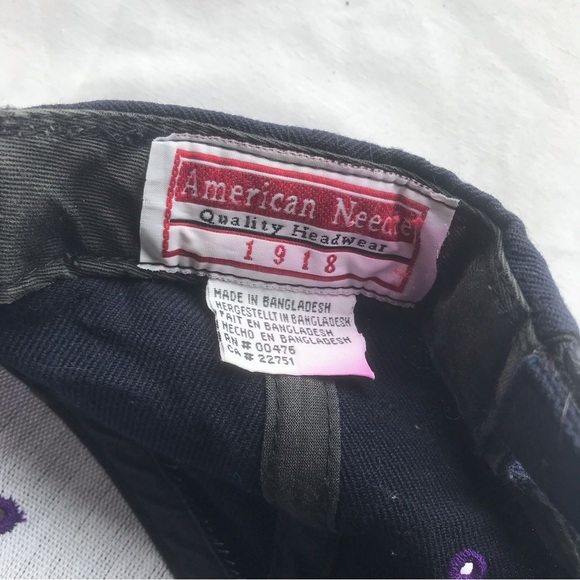 American Needle
Quality Headwear
1918
MADE IN BANGLADESH
HERGESTELLT IN BANGLADESH
FAIT EN BANGLADESH
HECHO EN BANGLADESH
RN# 00476
CA# 22751